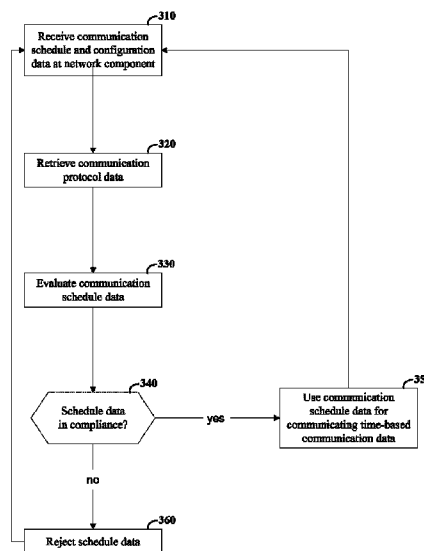 310
Receive communication
schedule and configuration
data at network component
320
Retrieve communication
protocol data
330
Evaluate communication
schedule data
340
Schedule data
in compliance?
yes
Use communication
schedule data for
communicating time-based
communication data
no
360
Reject schedule data